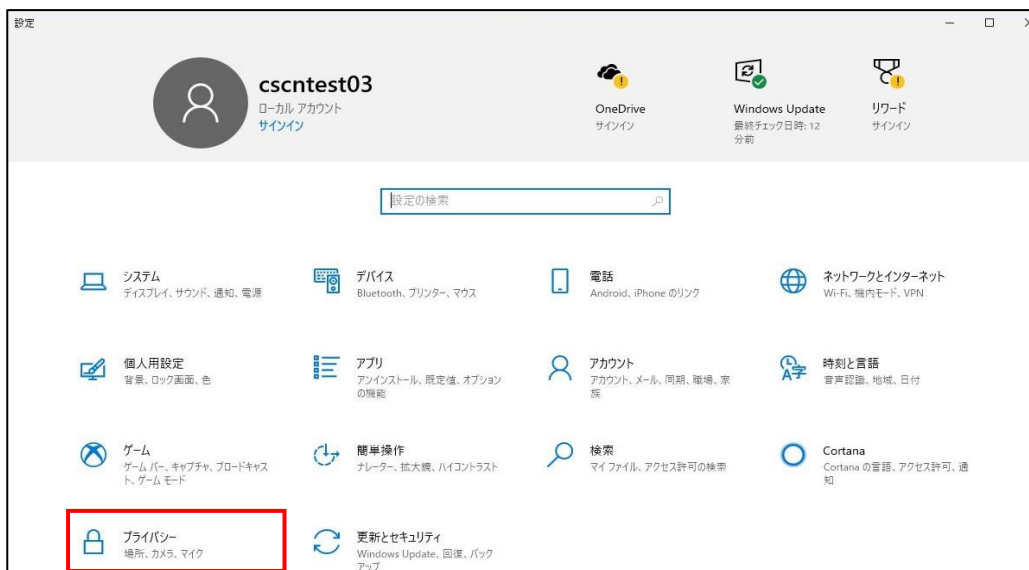 設定
cscntest03
ローカル アカウント
サインイン
OneDrive
サインイン
Windows Update
最終チェック日時: 12
分前
リワード
サインイン
設定の検索
システム
ディスプレイ、サウンド、通知、電源
デバイス
Bluetooth、プリンター、マウス
電話
Android、iPhone のリンク
ネットワークとインターネット
Wi-Fi、機内モード、VPN
個人用設定
背景、ロック画面、色
アプリ
アンインストール、既定値、オプション
の機能
アカウント
アカウント、メール、同期、職場、家
族
時刻と言語
音声認識、地域、日付
ゲーム
ゲーム バー、キャプチャ、ブロードキャス
ト、ゲーム モード
簡単操作
ナレーター、拡大鏡、ハイコントラスト
検索
マイ ファイル、アクセス許可の検索
Cortana
Cortana の言語、アクセス許可、通
知
プライバシー
場所、カメラ、マイク
更新とセキュリティ
Windows Update、回復、バック
アップ